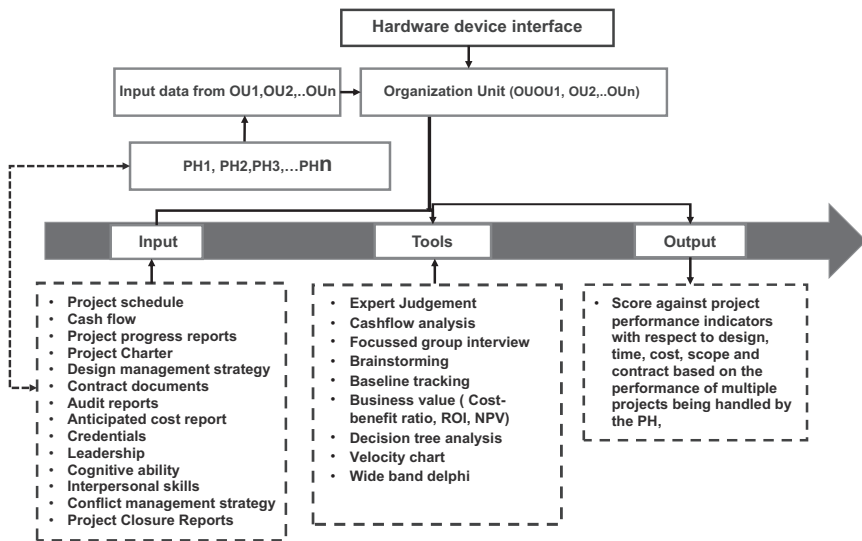 Hardware device interface
Input data from OU1,OU2,..OUn
Organization Unit (OUOU1, OU2,..OUn)
PH1, PH2,PH3,...PHn
Input
Tools
Output
• Project schedule
• Cash flow
• Project progress reports
• Project Charter
• Design management strategy
• Contract documents
• Audit reports
• Anticipated cost report
• Credentials
• Leadership
• Cognitive ability
• Interpersonal skills
• Conflict management strategy
• Project Closure Reports
• Expert Judgement
• Cashflow analysis
• Focussed group interview
• Brainstorming
• Baseline tracking
• Business value ( Cost-
benefit ratio, ROI, NPV)
• Decision tree analysis
• Velocity chart
• Wide band delphi
• Score against project
performance indicators
with respect to design,
time, cost, scope and
contract based on the
performance of multiple
projects being handled by
the PH,